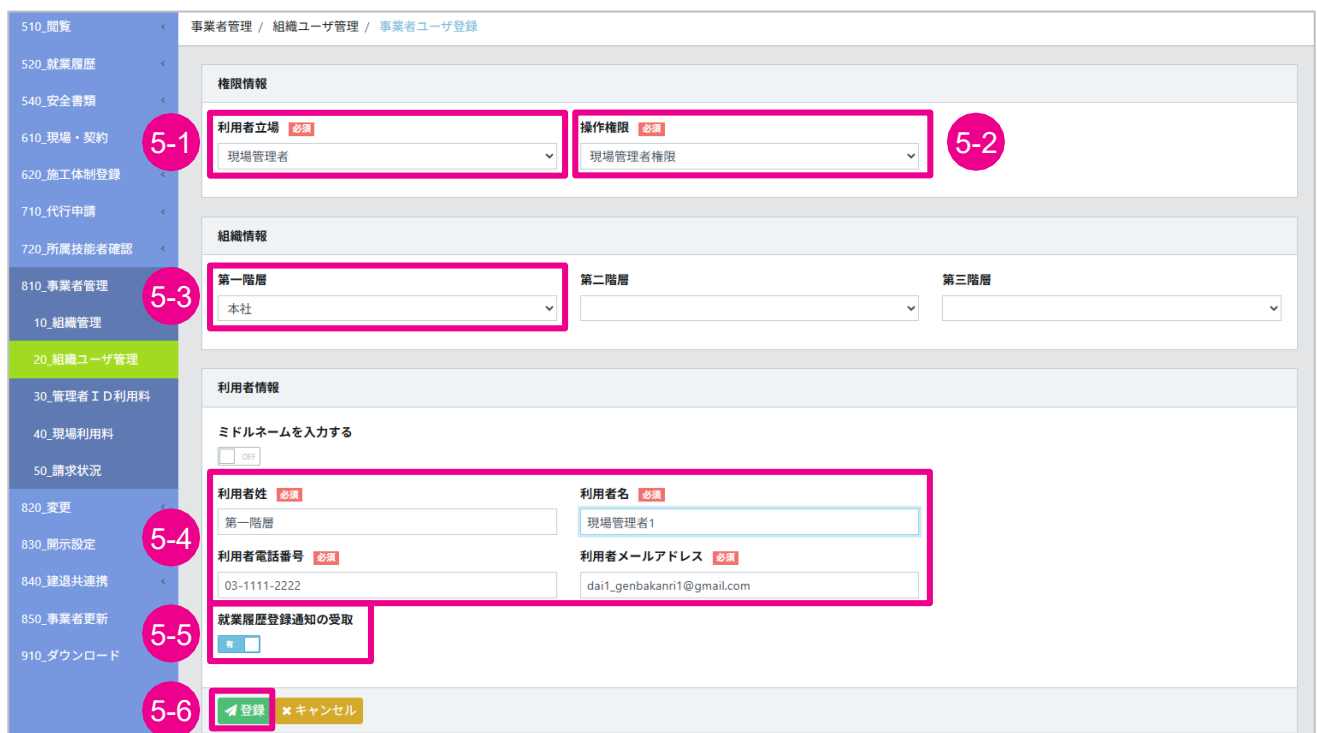 事業者管理 / 組織ユーザ管理 / 事業者ユーザ登録
510_閲覧
520_就業履歴
540_安全書類
610_現場・契約
620_施工体制登録
710_代行申請
720_所属技能者確認
810_事業者管理
10_組織管理
20_組織ユーザ管理
30_管理者ＩＤ利用料
40_現場利用料
50_請求状況
820_変更
830_開示設定
840_建退共連携
850_事業者更新
910_ダウンロード
権限情報
5-1
利用者立場 必須
現場管理者
操作権限 必須
現場管理者権限
5-2
組織情報
5-3
第一階層
本社
第二階層
第三階層
利用者情報
ミドルネームを入力する
OFF
5-4
利用者姓 必須
第一階層
利用者名 必須
現場管理者1
利用者電話番号 必須
03-1111-2222
利用者メールアドレス 必須
dai1_genbakanri1@gmail.com
5-5
就業履歴登録通知の受取
有
5-6
登録
キャンセル